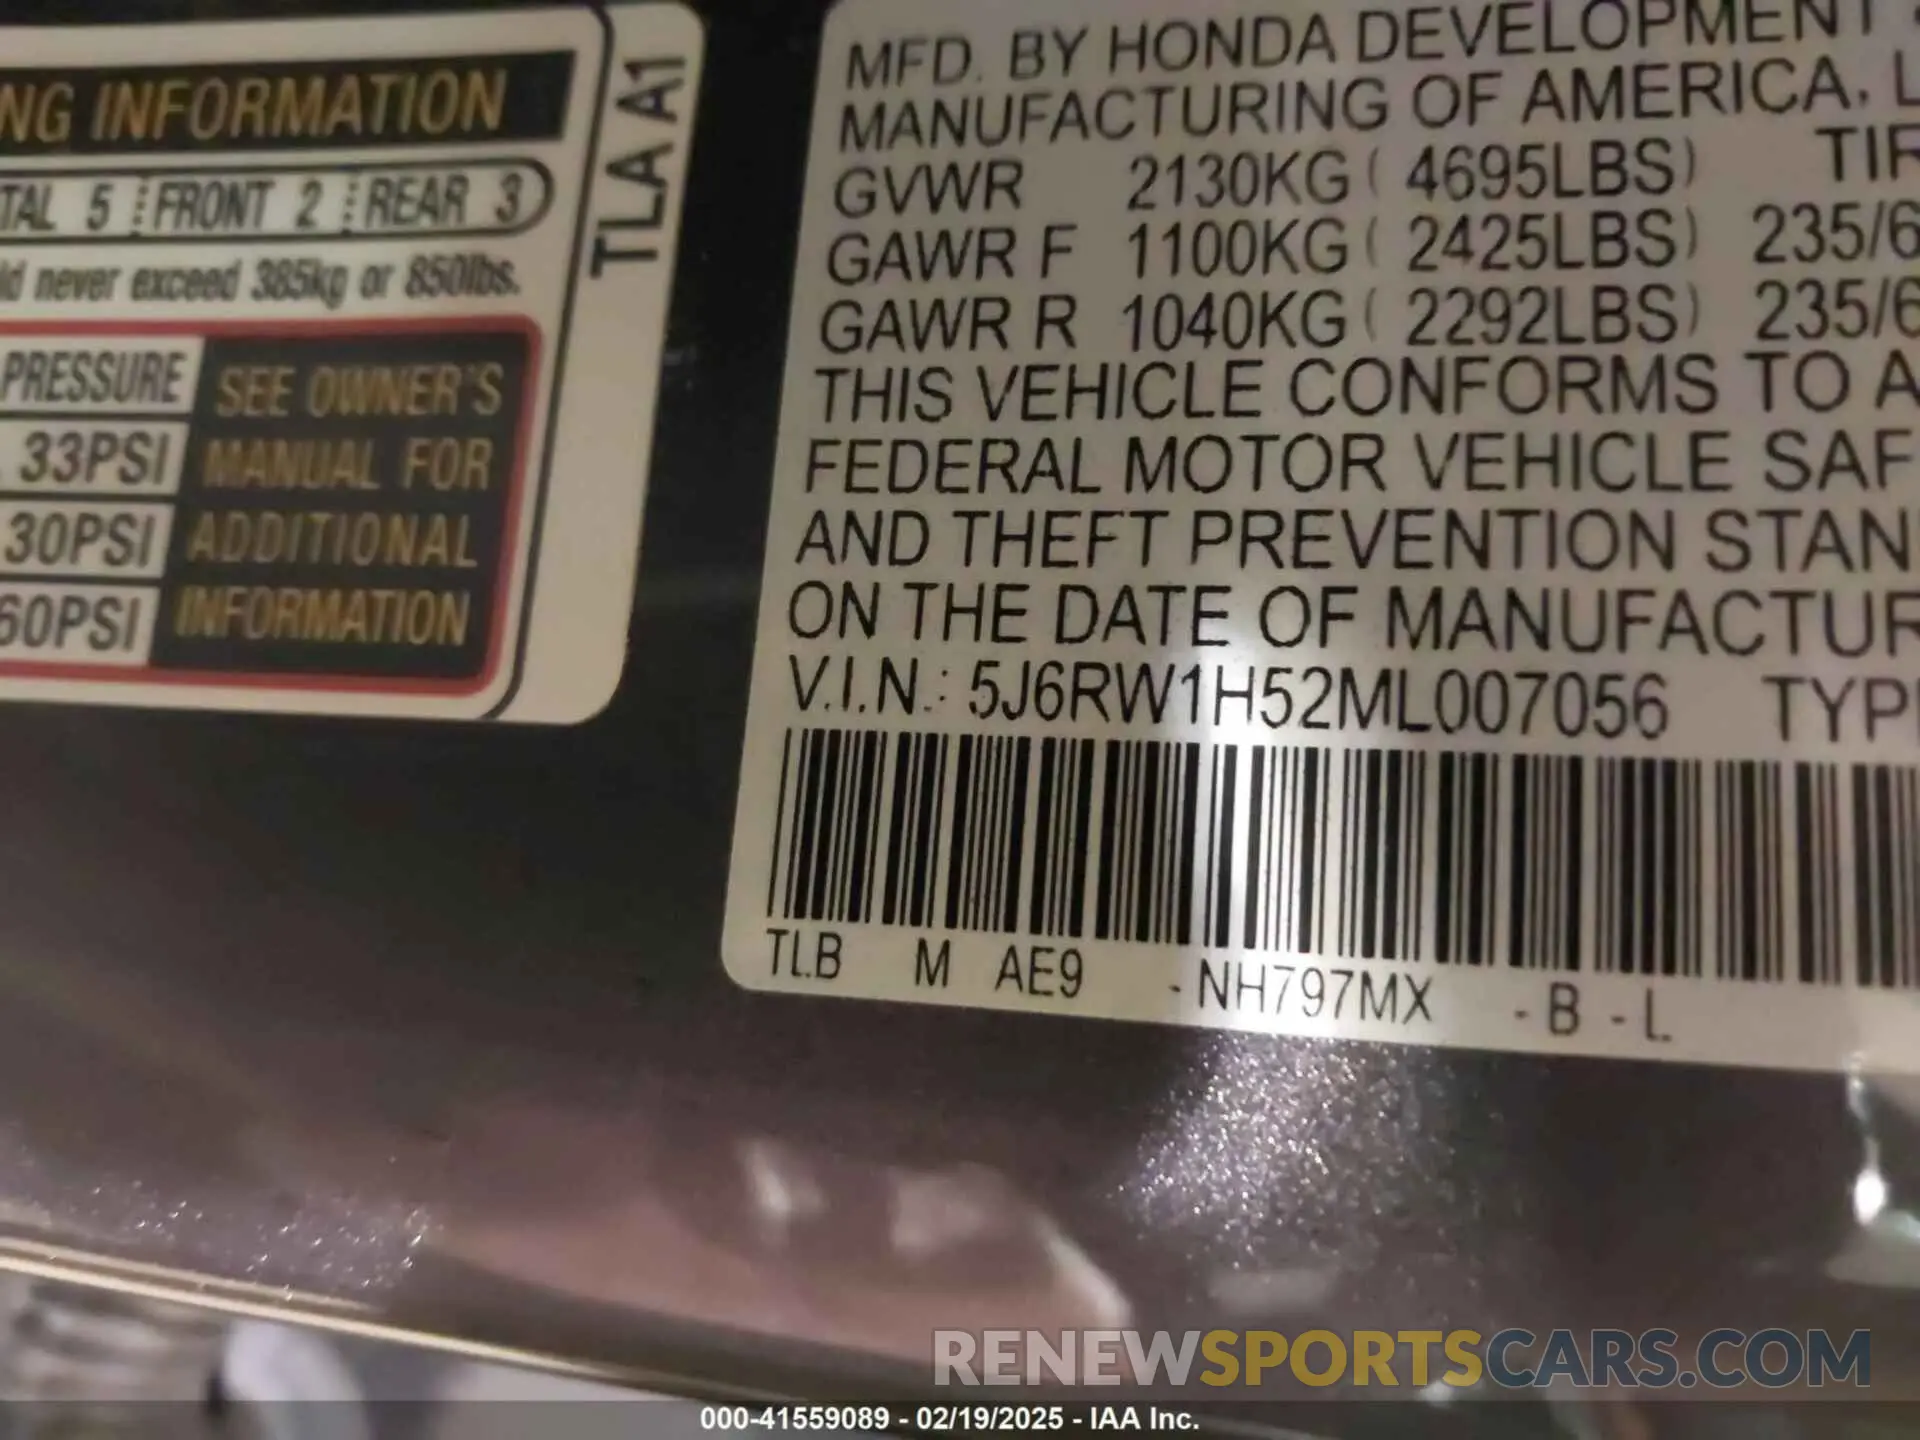 NG INFORMATION
TAL 5 FRONT 2 REAR 3
ld never exceed 385kg or 850lbs.
PRESSURE
33PSI
30PSI
60PSI
SEE OWNER'S
MANUAL FOR
ADDITIONAL
INFORMATION
TLA A1
MFD. BY HONDA DEVELOPMENT
MANUFACTURING OF AMERICA, L
GVWR 2130KG ( 4695LBS) TIR
GAWR F 1100KG ( 2425LBS) 235/6
GAWR R 1040KG ( 2292LBS) 235/6
THIS VEHICLE CONFORMS TO A
FEDERAL MOTOR VEHICLE SAF
AND THEFT PREVENTION STAN
ON THE DATE OF MANUFACTUR
V.I.N.: 5J6RW1H52ML007056 TYP
TLB M AE9 - NH797MX - B - L
RENEWSPORTSCARS.COM
000-41559089 - 02/19/2025 - IAA Inc.